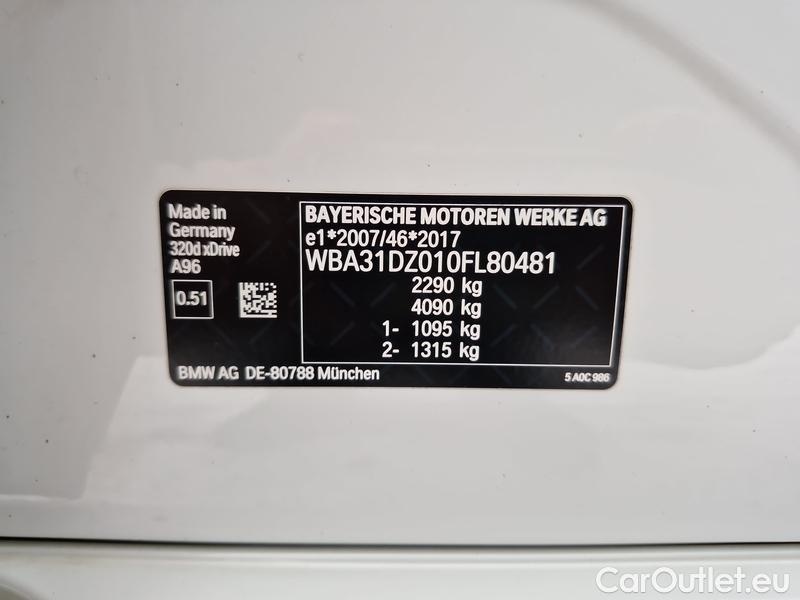 Made in
Germany
320d xDrive
A96
0.51
BAYERISCHE MOTOREN WERKE AG
e1*2007/46*2017
WBA31DZ010FL80481
2290 kg
4090 kg
1- 1095 kg
2- 1315 kg
BMW AG DE-80788 München
5 A0C 986
CarOutlet.eu